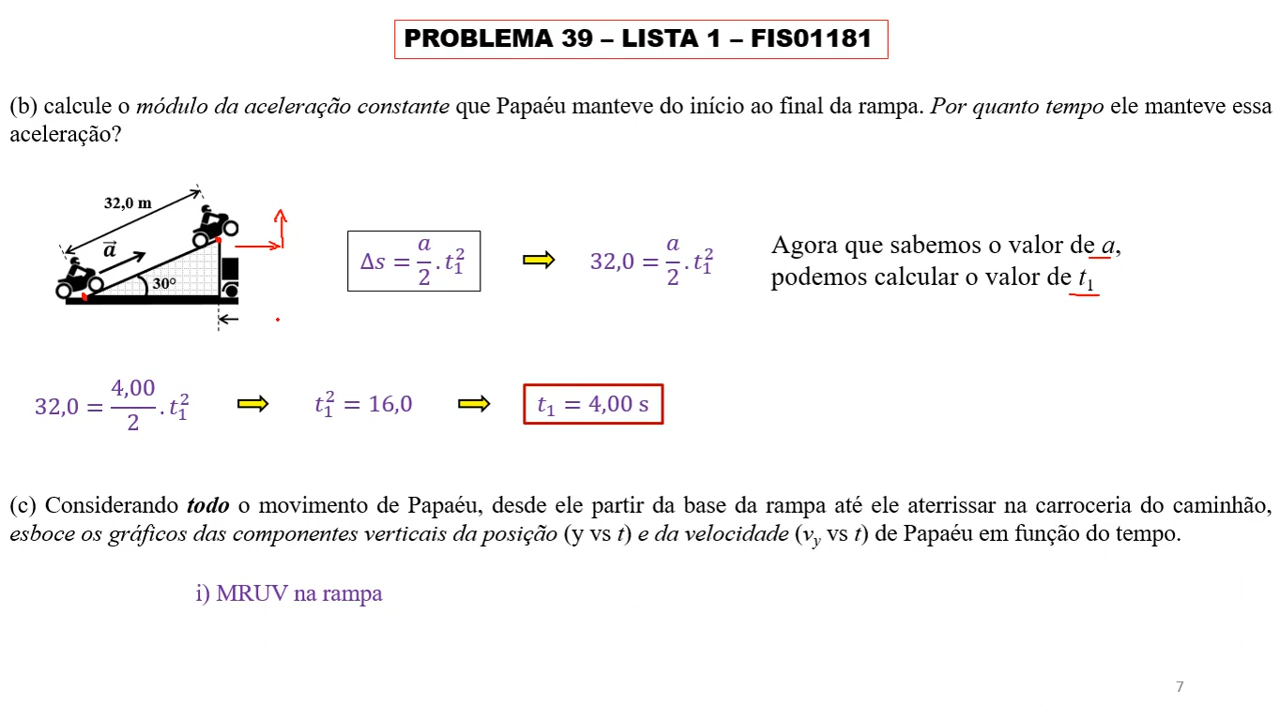 PROBLEMA 39 – LISTA 1 – FIS01181
(b) calcule o módulo da aceleração constante que Papaéu manteve do início ao final da rampa. Por quanto tempo ele manteve essa
aceleração?
32,0 m
a⃗
30°
Δs = a/2 . t₁²
32,0 = a/2 . t₁²
Agora que sabemos o valor de a,
podemos calcular o valor de t₁
32,0 = 4,00/2 . t₁²
t₁² = 16,0
t₁ = 4,00 s
(c) Considerando todo o movimento de Papaéu, desde ele partir da base da rampa até ele aterrissar na carroceria do caminhão,
esboce os gráficos das componentes verticais da posição (y vs t) e da velocidade (vᵧ vs t) de Papaéu em função do tempo.
i) MRUV na rampa
7